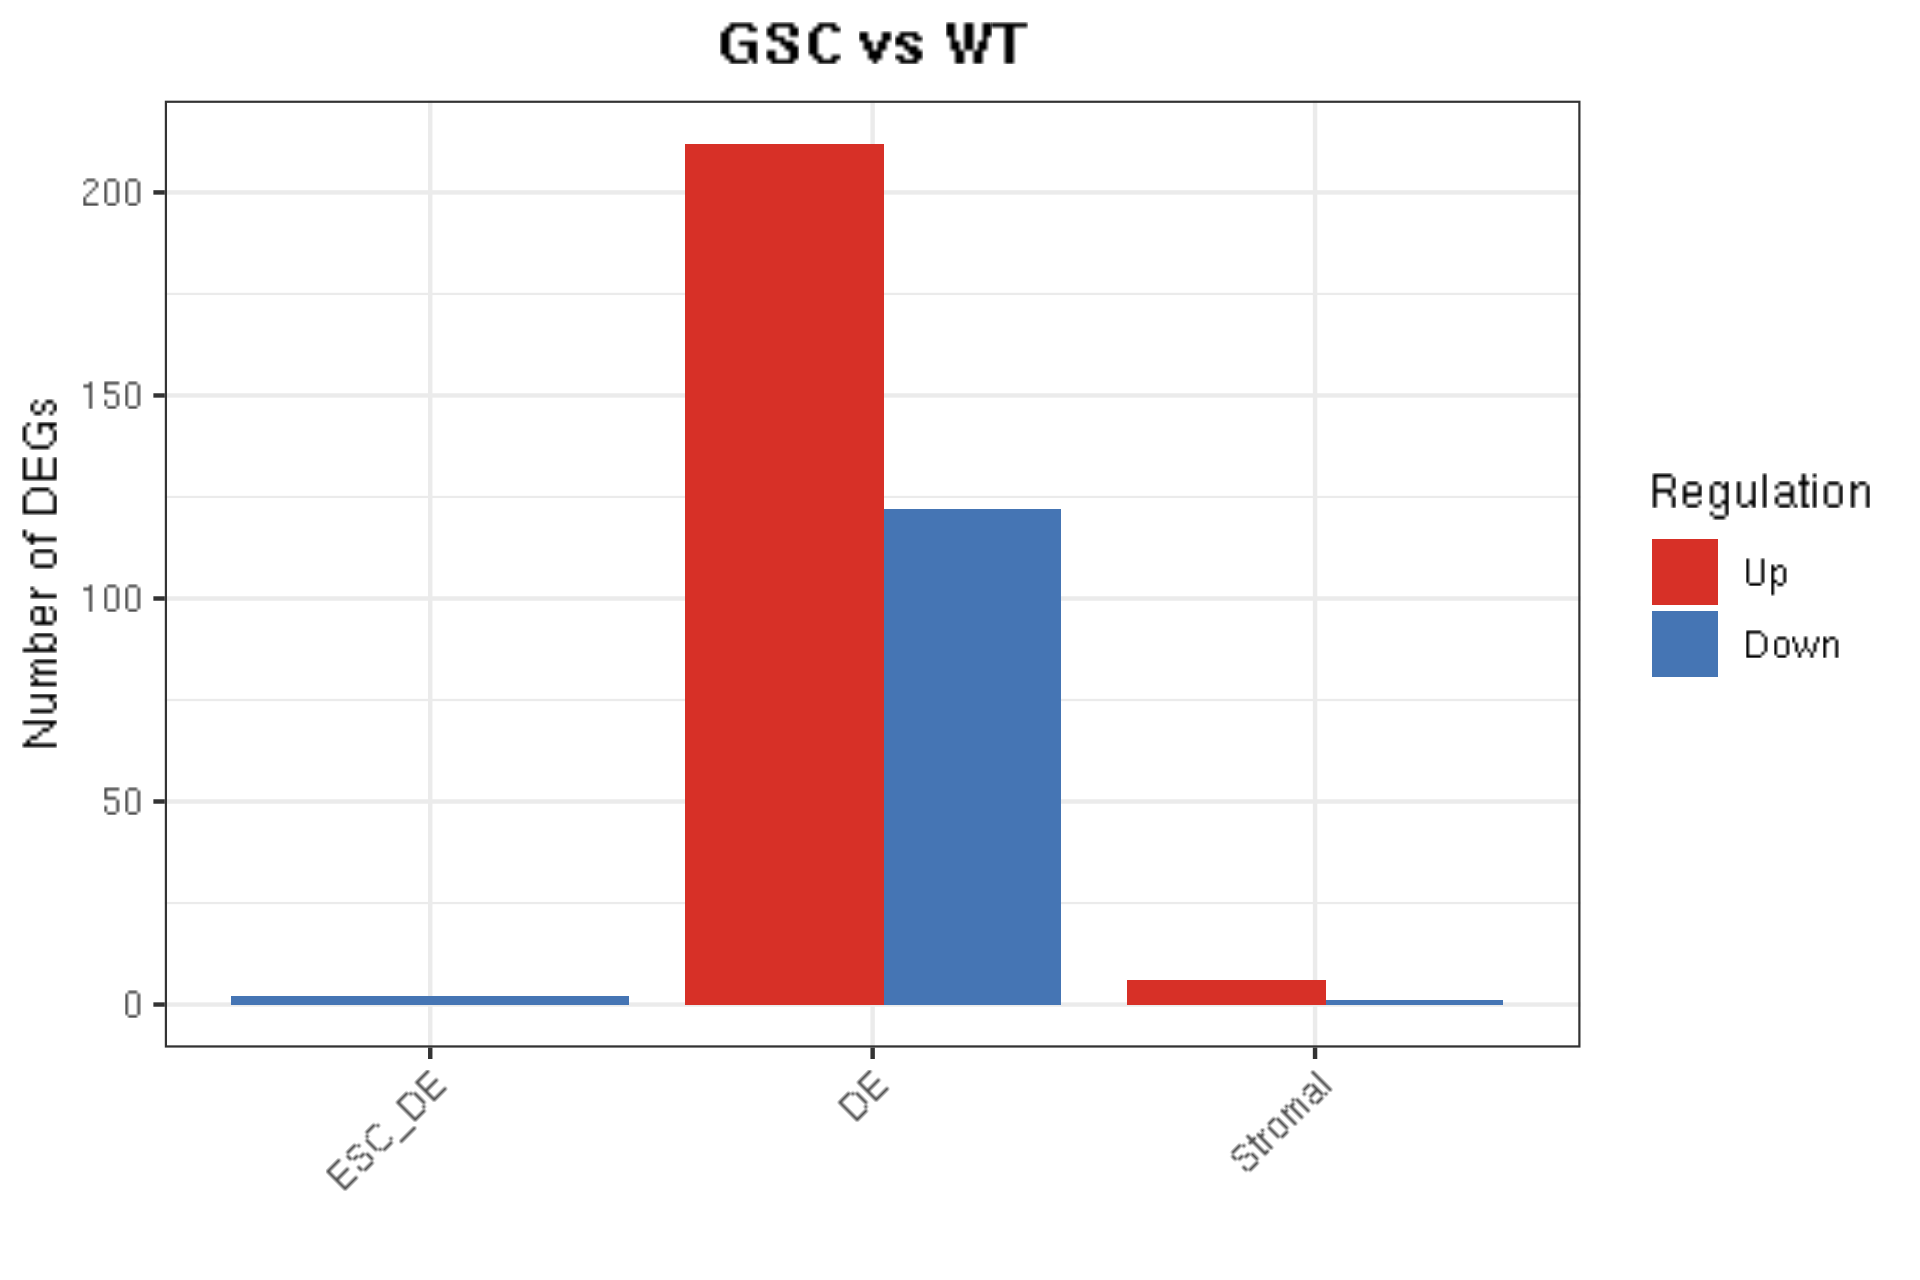 GSC vs WT
Number of DEGs
200
150
100
50
0
ESC_DE
DE
Stromal
Regulation
Up
Down